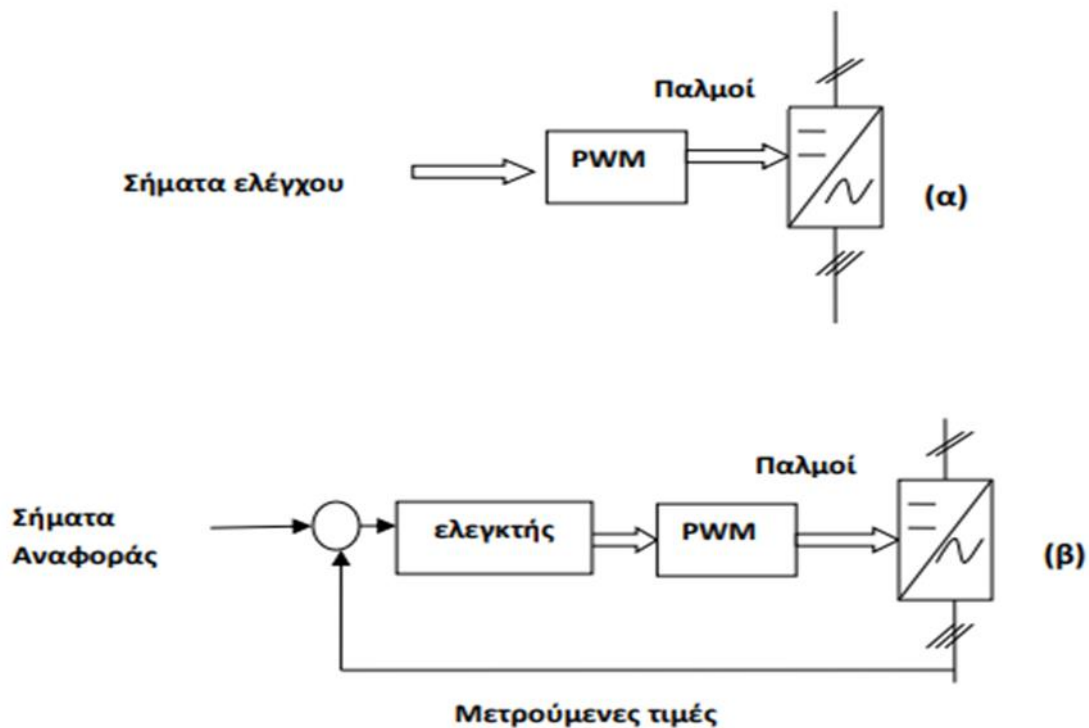 Παλμοί
Σήματα ελέγχου
PWM
(α)
Παλμοί
Σήματα
Αναφοράς
ελεγκτής
PWM
(β)
Μετρούμενες τιμές